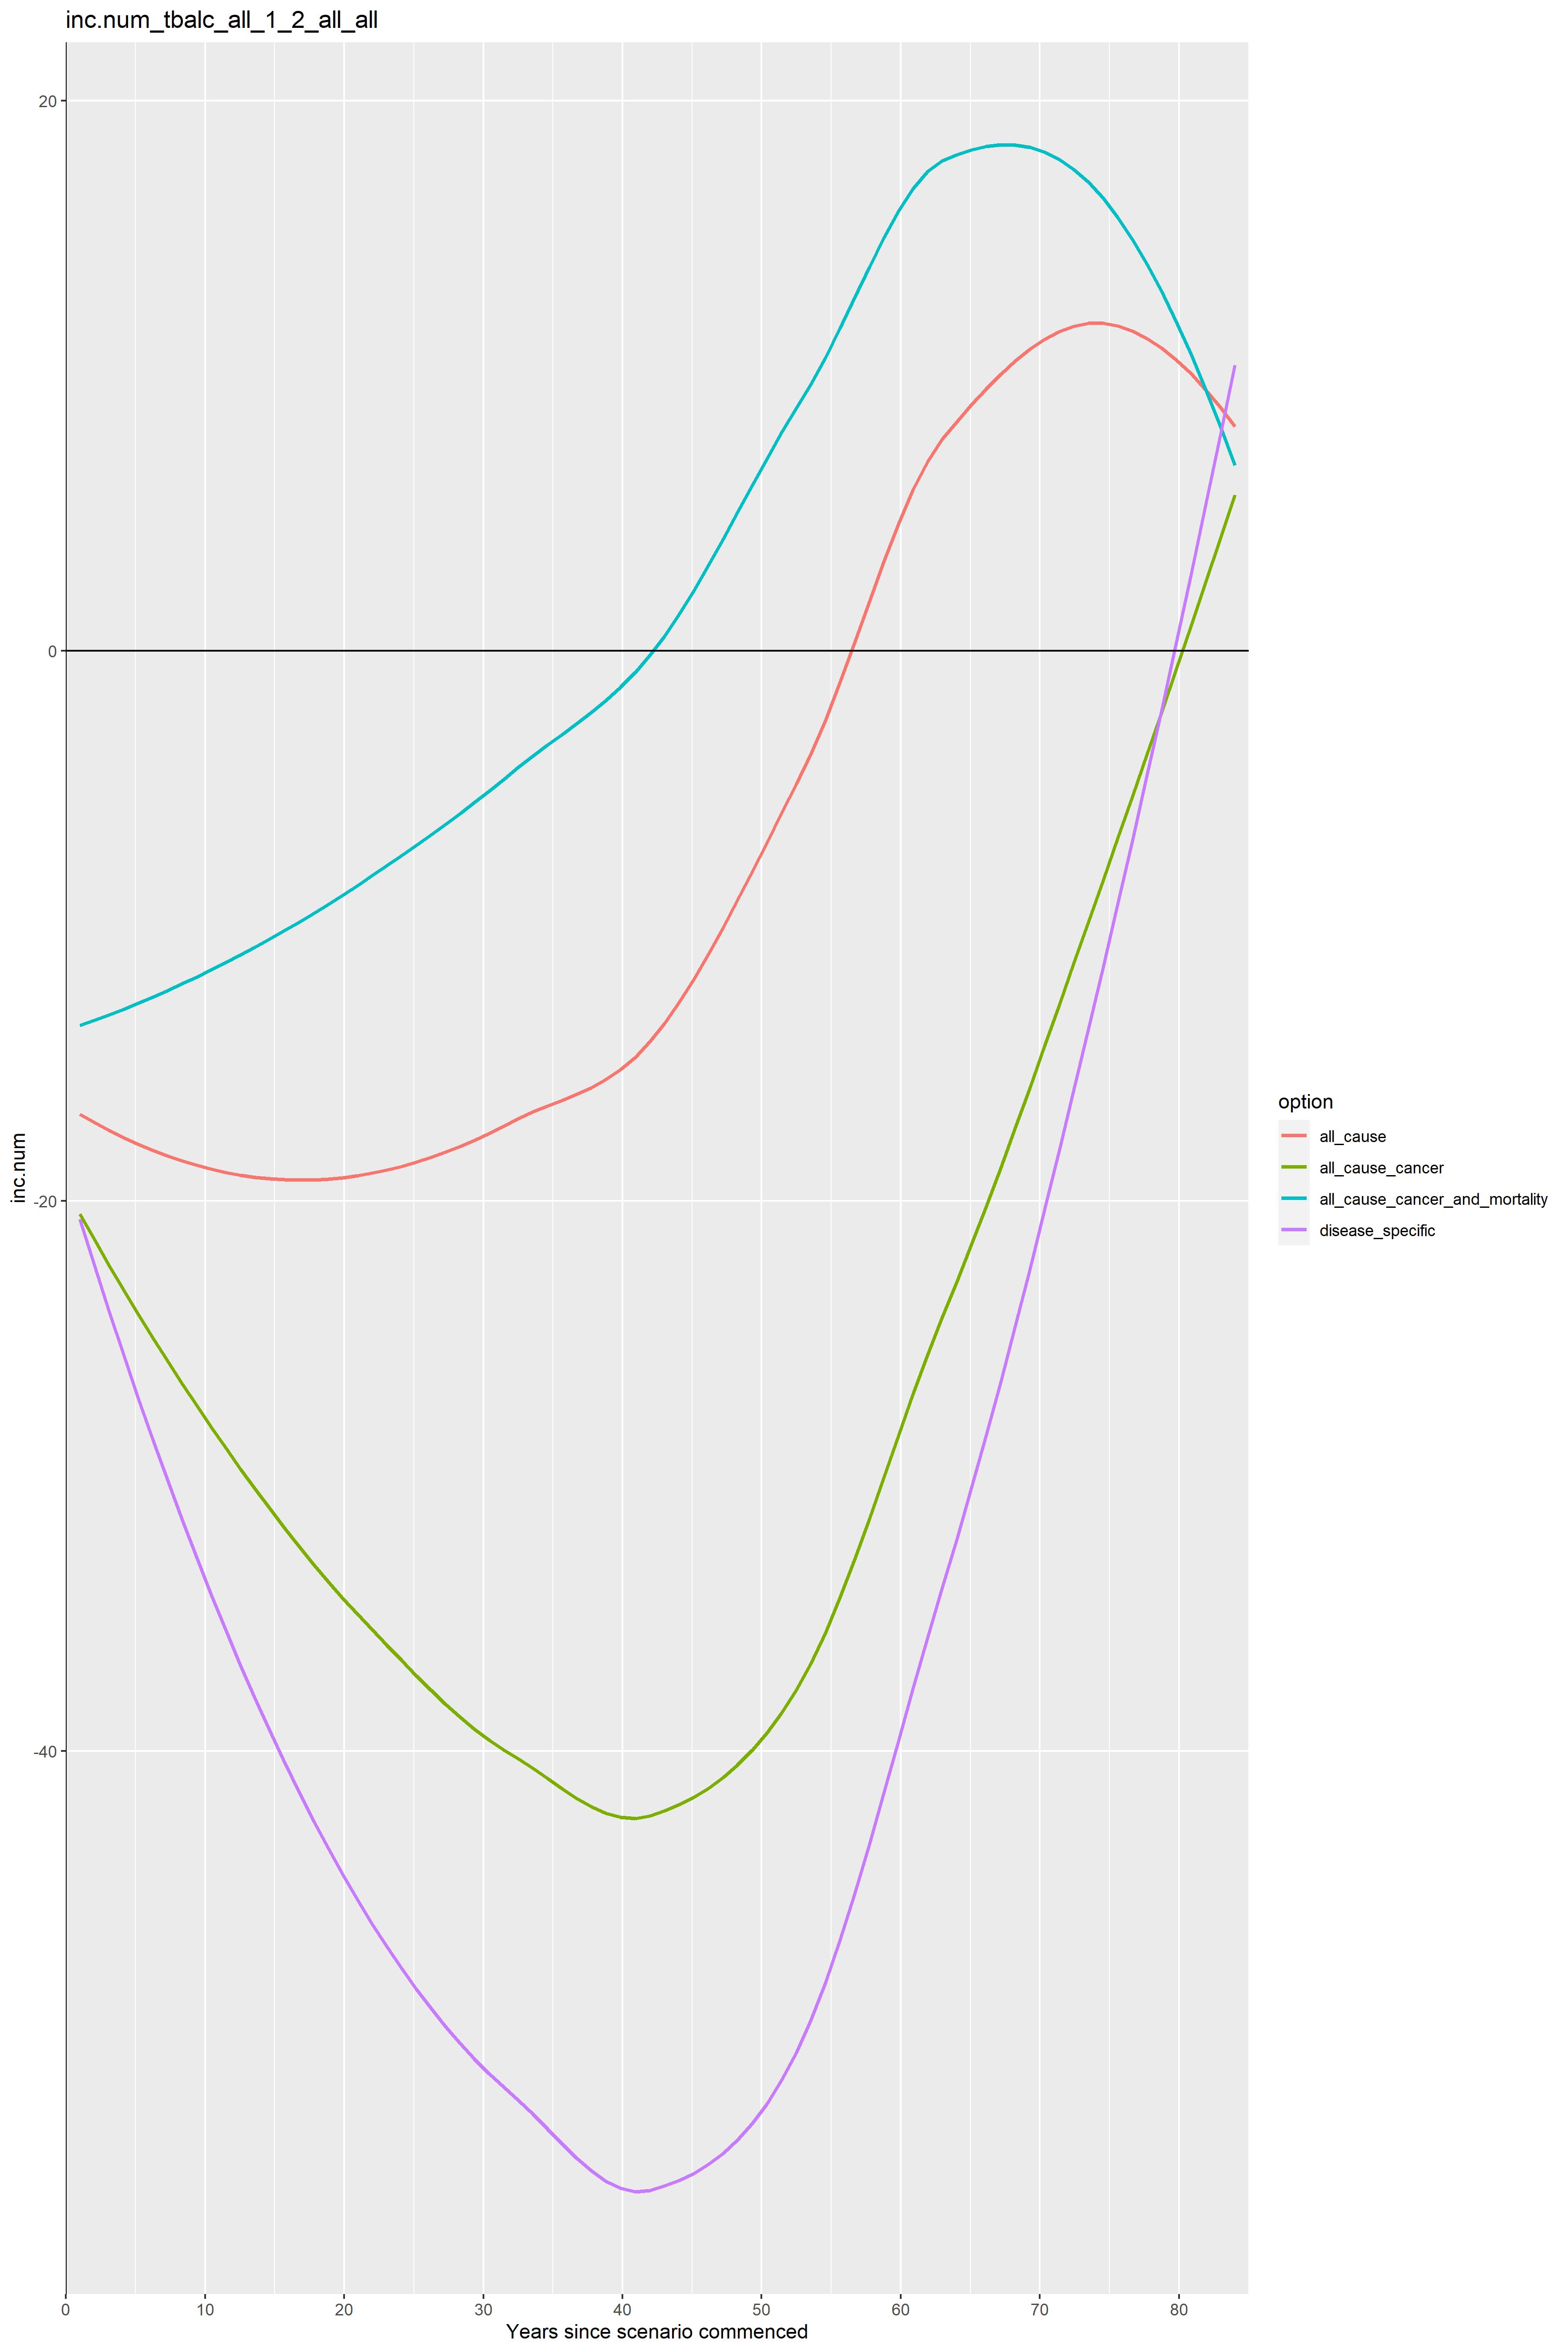 inc.num_tbalc_all_1_2_all_all
20
0
-20
-40
inc.num
0 10 20 30 40 50 60 70 80
Years since scenario commenced
option
all_cause
all_cause_cancer
all_cause_cancer_and_mortality
disease_specific